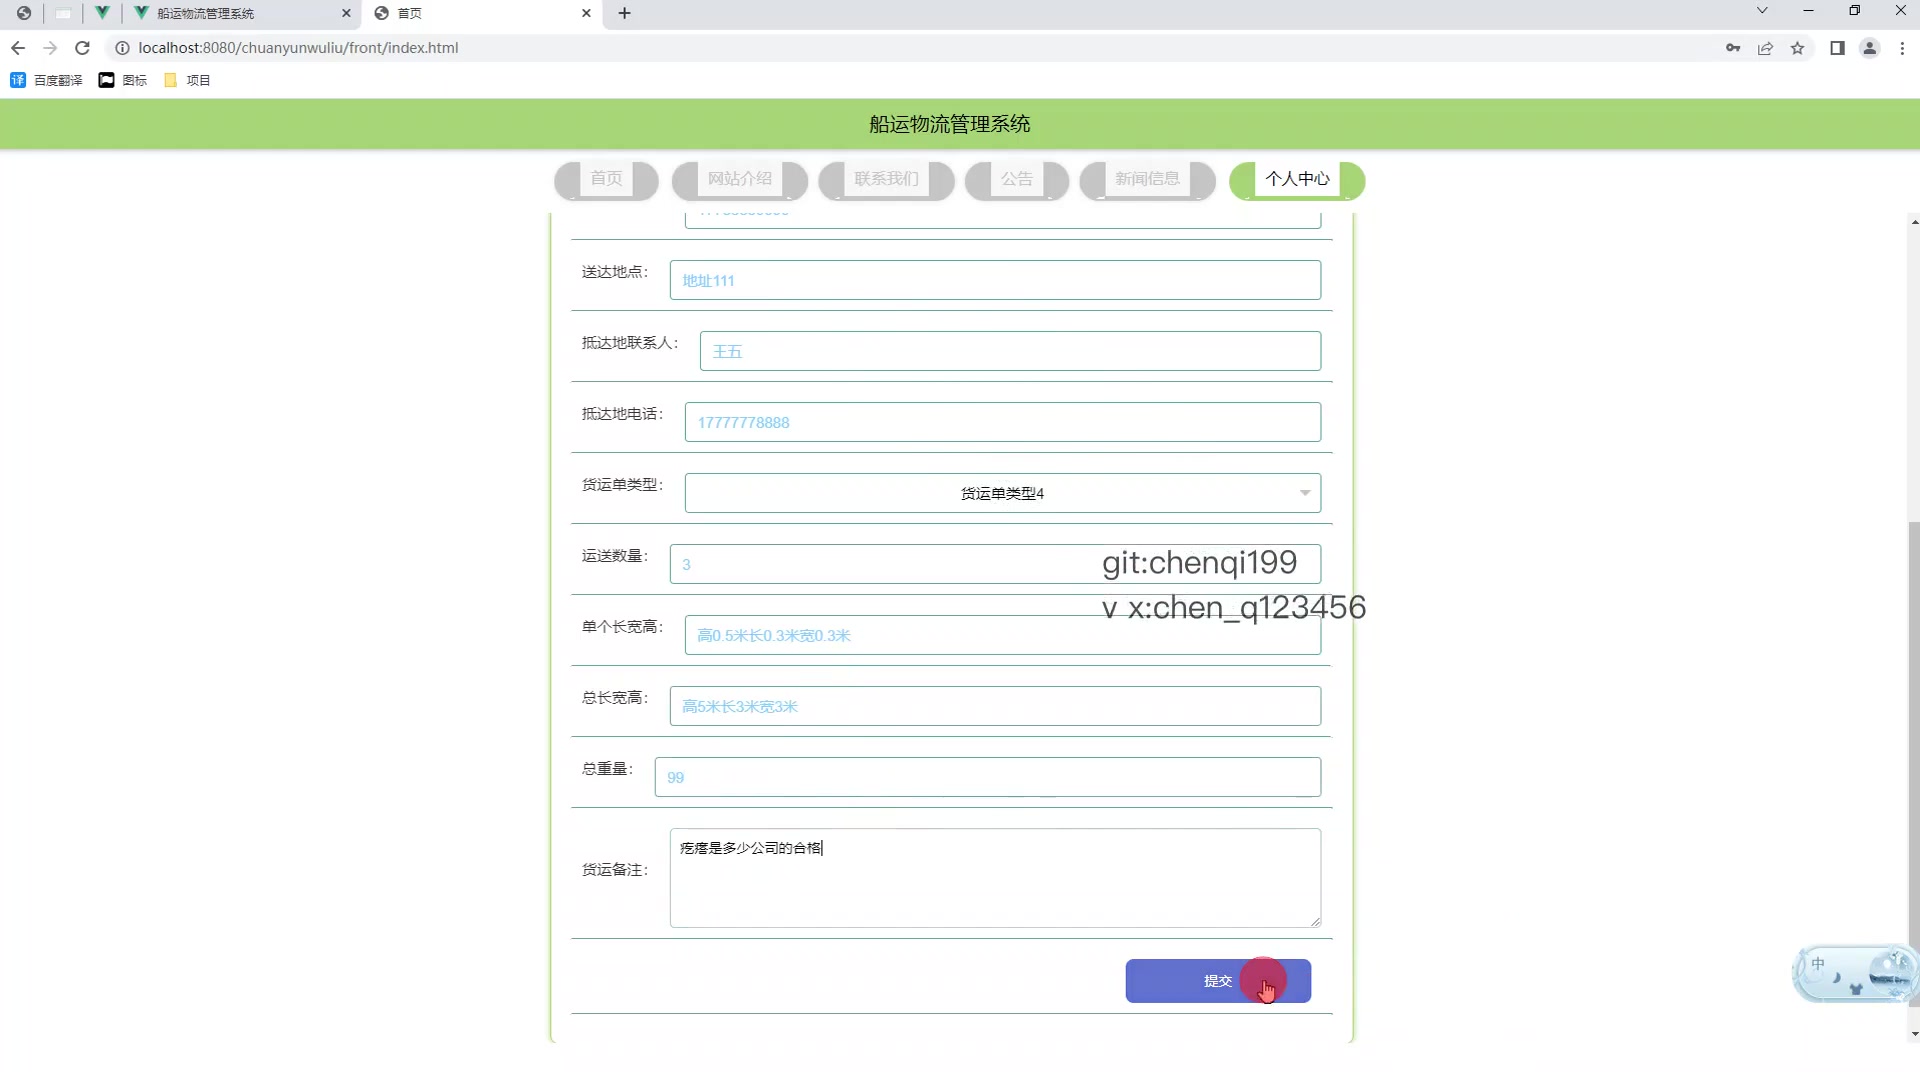 船运物流管理系统
首页
localhost:8080/chuanyunwuliu/front/index.html
译 百度翻译
图标
项目
船运物流管理系统
首页
网站介绍
联系我们
公告
新闻信息
个人中心
送达地点：
地址111
抵达地联系人：
王五
抵达地电话：
17777778888
货运单类型：
货运单类型4
运送数量：
3
git:chenqi199
v x:chen_q123456
单个长宽高：
高0.5米长0.3米宽0.3米
总长宽高：
高5米长3米宽3米
总重量：
99
货运备注：
疙瘩是多少公司的合格
提交
中